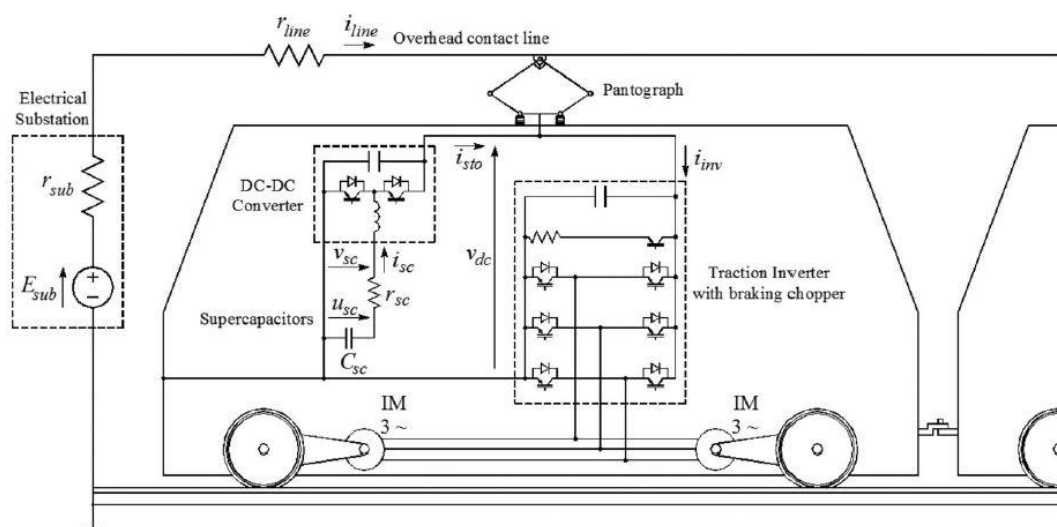 r_line
i_line
Overhead contact line
Electrical
Substation
Pantograph
r_sub
DC-DC
Converter
i_sto
i_inv
v_sc
i_sc
v_dc
Traction Inverter
with braking chopper
E_sub
+
−
u_sc
r_sc
Supercapacitors
C_sc
IM
3 ~
IM
3 ~